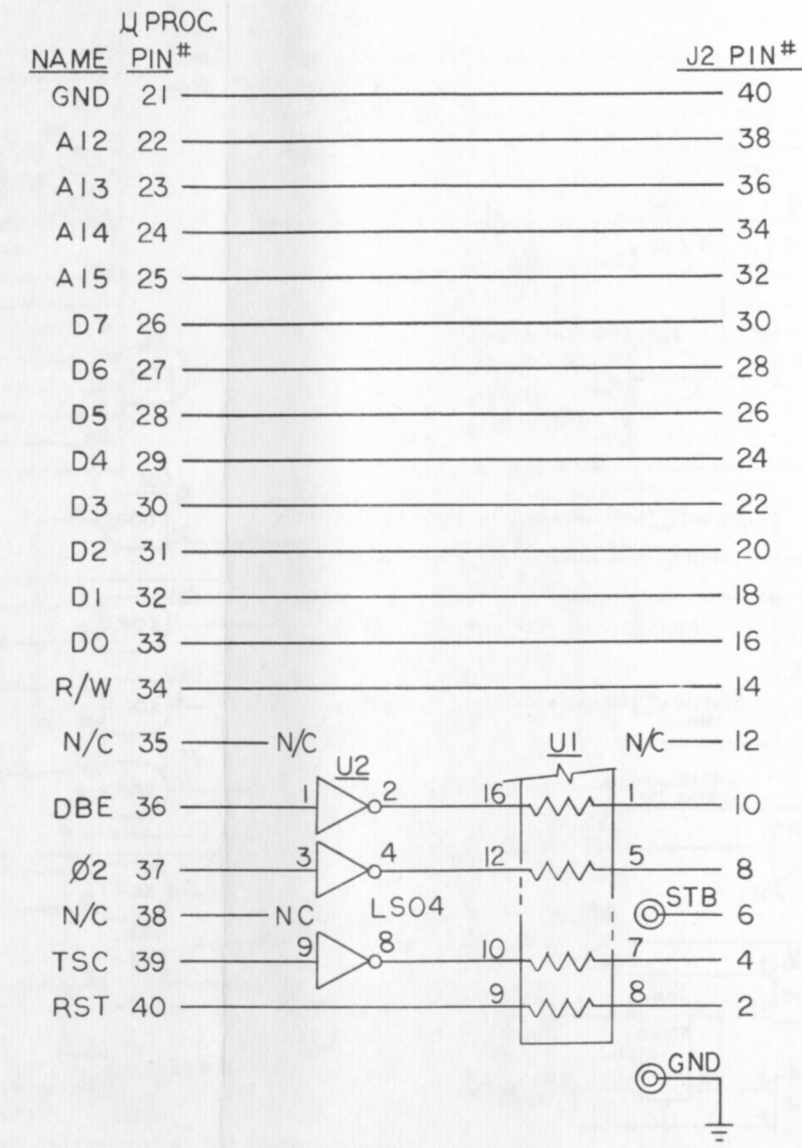 µ PROC.
NAME PIN# J2 PIN#
GND 21 40
A12 22 38
A13 23 36
A14 24 34
A15 25 32
D7 26 30
D6 27 28
D5 28 26
D4 29 24
D3 30 22
D2 31 20
D1 32 18
D0 33 16
R/W 34 14
N/C 35 N/C U1 N/C 12
U2
DBE 36 1 2 16 1 10
Ø2 37 3 4 12 5 8
N/C 38 NC LS04 STB 6
TSC 39 9 8 10 7 4
RST 40 9 8 2
GND